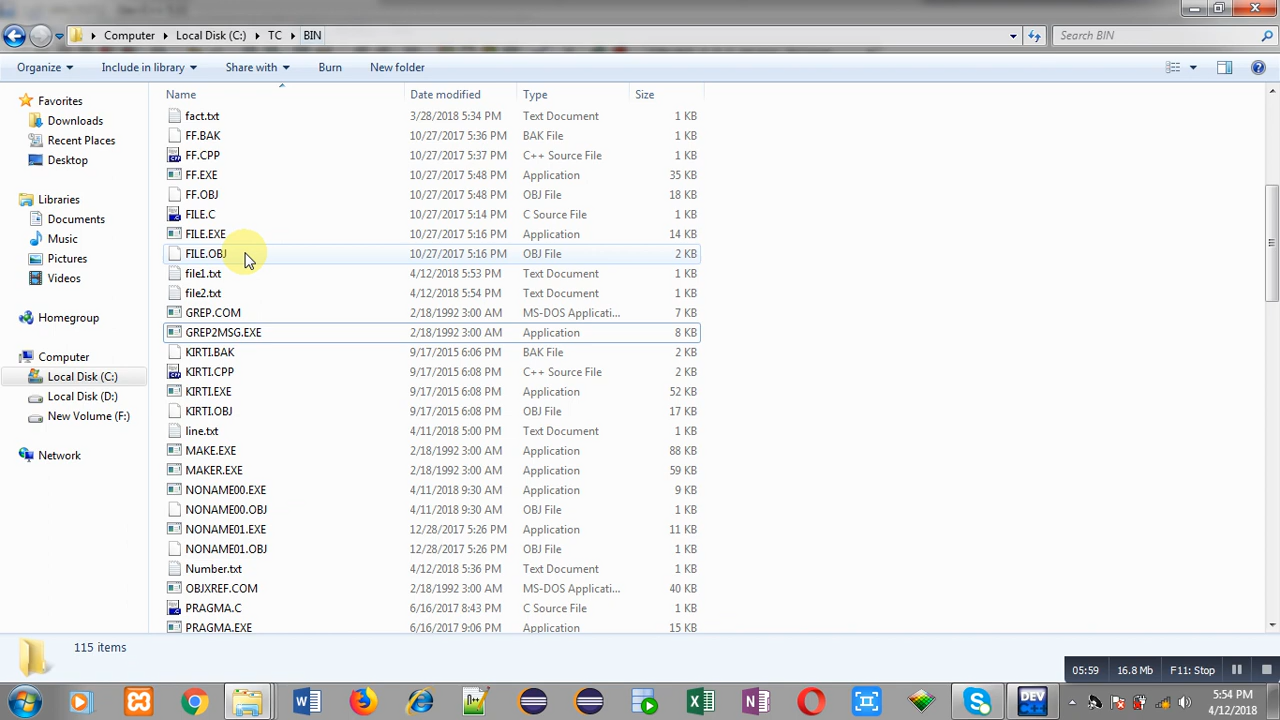 Computer Local Disk (C:) TC BIN Search BIN
Organize Include in library Share with Burn New folder
Name Date modified Type Size
Favorites
Downloads
Recent Places
Desktop
Libraries
Documents
Music
Pictures
Videos
Homegroup
Computer
Local Disk (C:)
Local Disk (D:)
New Volume (F:)
Network
fact.txt 3/28/2018 5:34 PM Text Document 1 KB
FF.BAK 10/27/2017 5:36 PM BAK File 1 KB
FF.CPP 10/27/2017 5:37 PM C++ Source File 1 KB
FF.EXE 10/27/2017 5:48 PM Application 35 KB
FF.OBJ 10/27/2017 5:48 PM OBJ File 18 KB
FILE.C 10/27/2017 5:14 PM C Source File 1 KB
FILE.EXE 10/27/2017 5:16 PM Application 14 KB
FILE.OBJ 10/27/2017 5:16 PM OBJ File 2 KB
file1.txt 4/12/2018 5:53 PM Text Document 1 KB
file2.txt 4/12/2018 5:54 PM Text Document 1 KB
GREP.COM 2/18/1992 3:00 AM MS-DOS Applicati... 7 KB
GREP2MSG.EXE 2/18/1992 3:00 AM Application 8 KB
KIRTI.BAK 9/17/2015 6:06 PM BAK File 2 KB
KIRTI.CPP 9/17/2015 6:08 PM C++ Source File 2 KB
KIRTI.EXE 9/17/2015 6:08 PM Application 52 KB
KIRTI.OBJ 9/17/2015 6:08 PM OBJ File 17 KB
line.txt 4/11/2018 5:00 PM Text Document 1 KB
MAKE.EXE 2/18/1992 3:00 AM Application 88 KB
MAKER.EXE 2/18/1992 3:00 AM Application 59 KB
NONAME00.EXE 4/11/2018 9:30 AM Application 9 KB
NONAME00.OBJ 4/11/2018 9:30 AM OBJ File 1 KB
NONAME01.EXE 12/28/2017 5:26 PM Application 11 KB
NONAME01.OBJ 12/28/2017 5:26 PM OBJ File 1 KB
Number.txt 4/12/2018 5:36 PM Text Document 1 KB
OBJXREF.COM 2/18/1992 3:00 AM MS-DOS Applicati... 40 KB
PRAGMA.C 6/16/2017 8:43 PM C Source File 1 KB
PRAGMA.EXE 6/16/2017 9:06 PM Application 15 KB
115 items
05:59 16.8 Mb F11: Stop
DEV
5:54 PM
4/12/2018